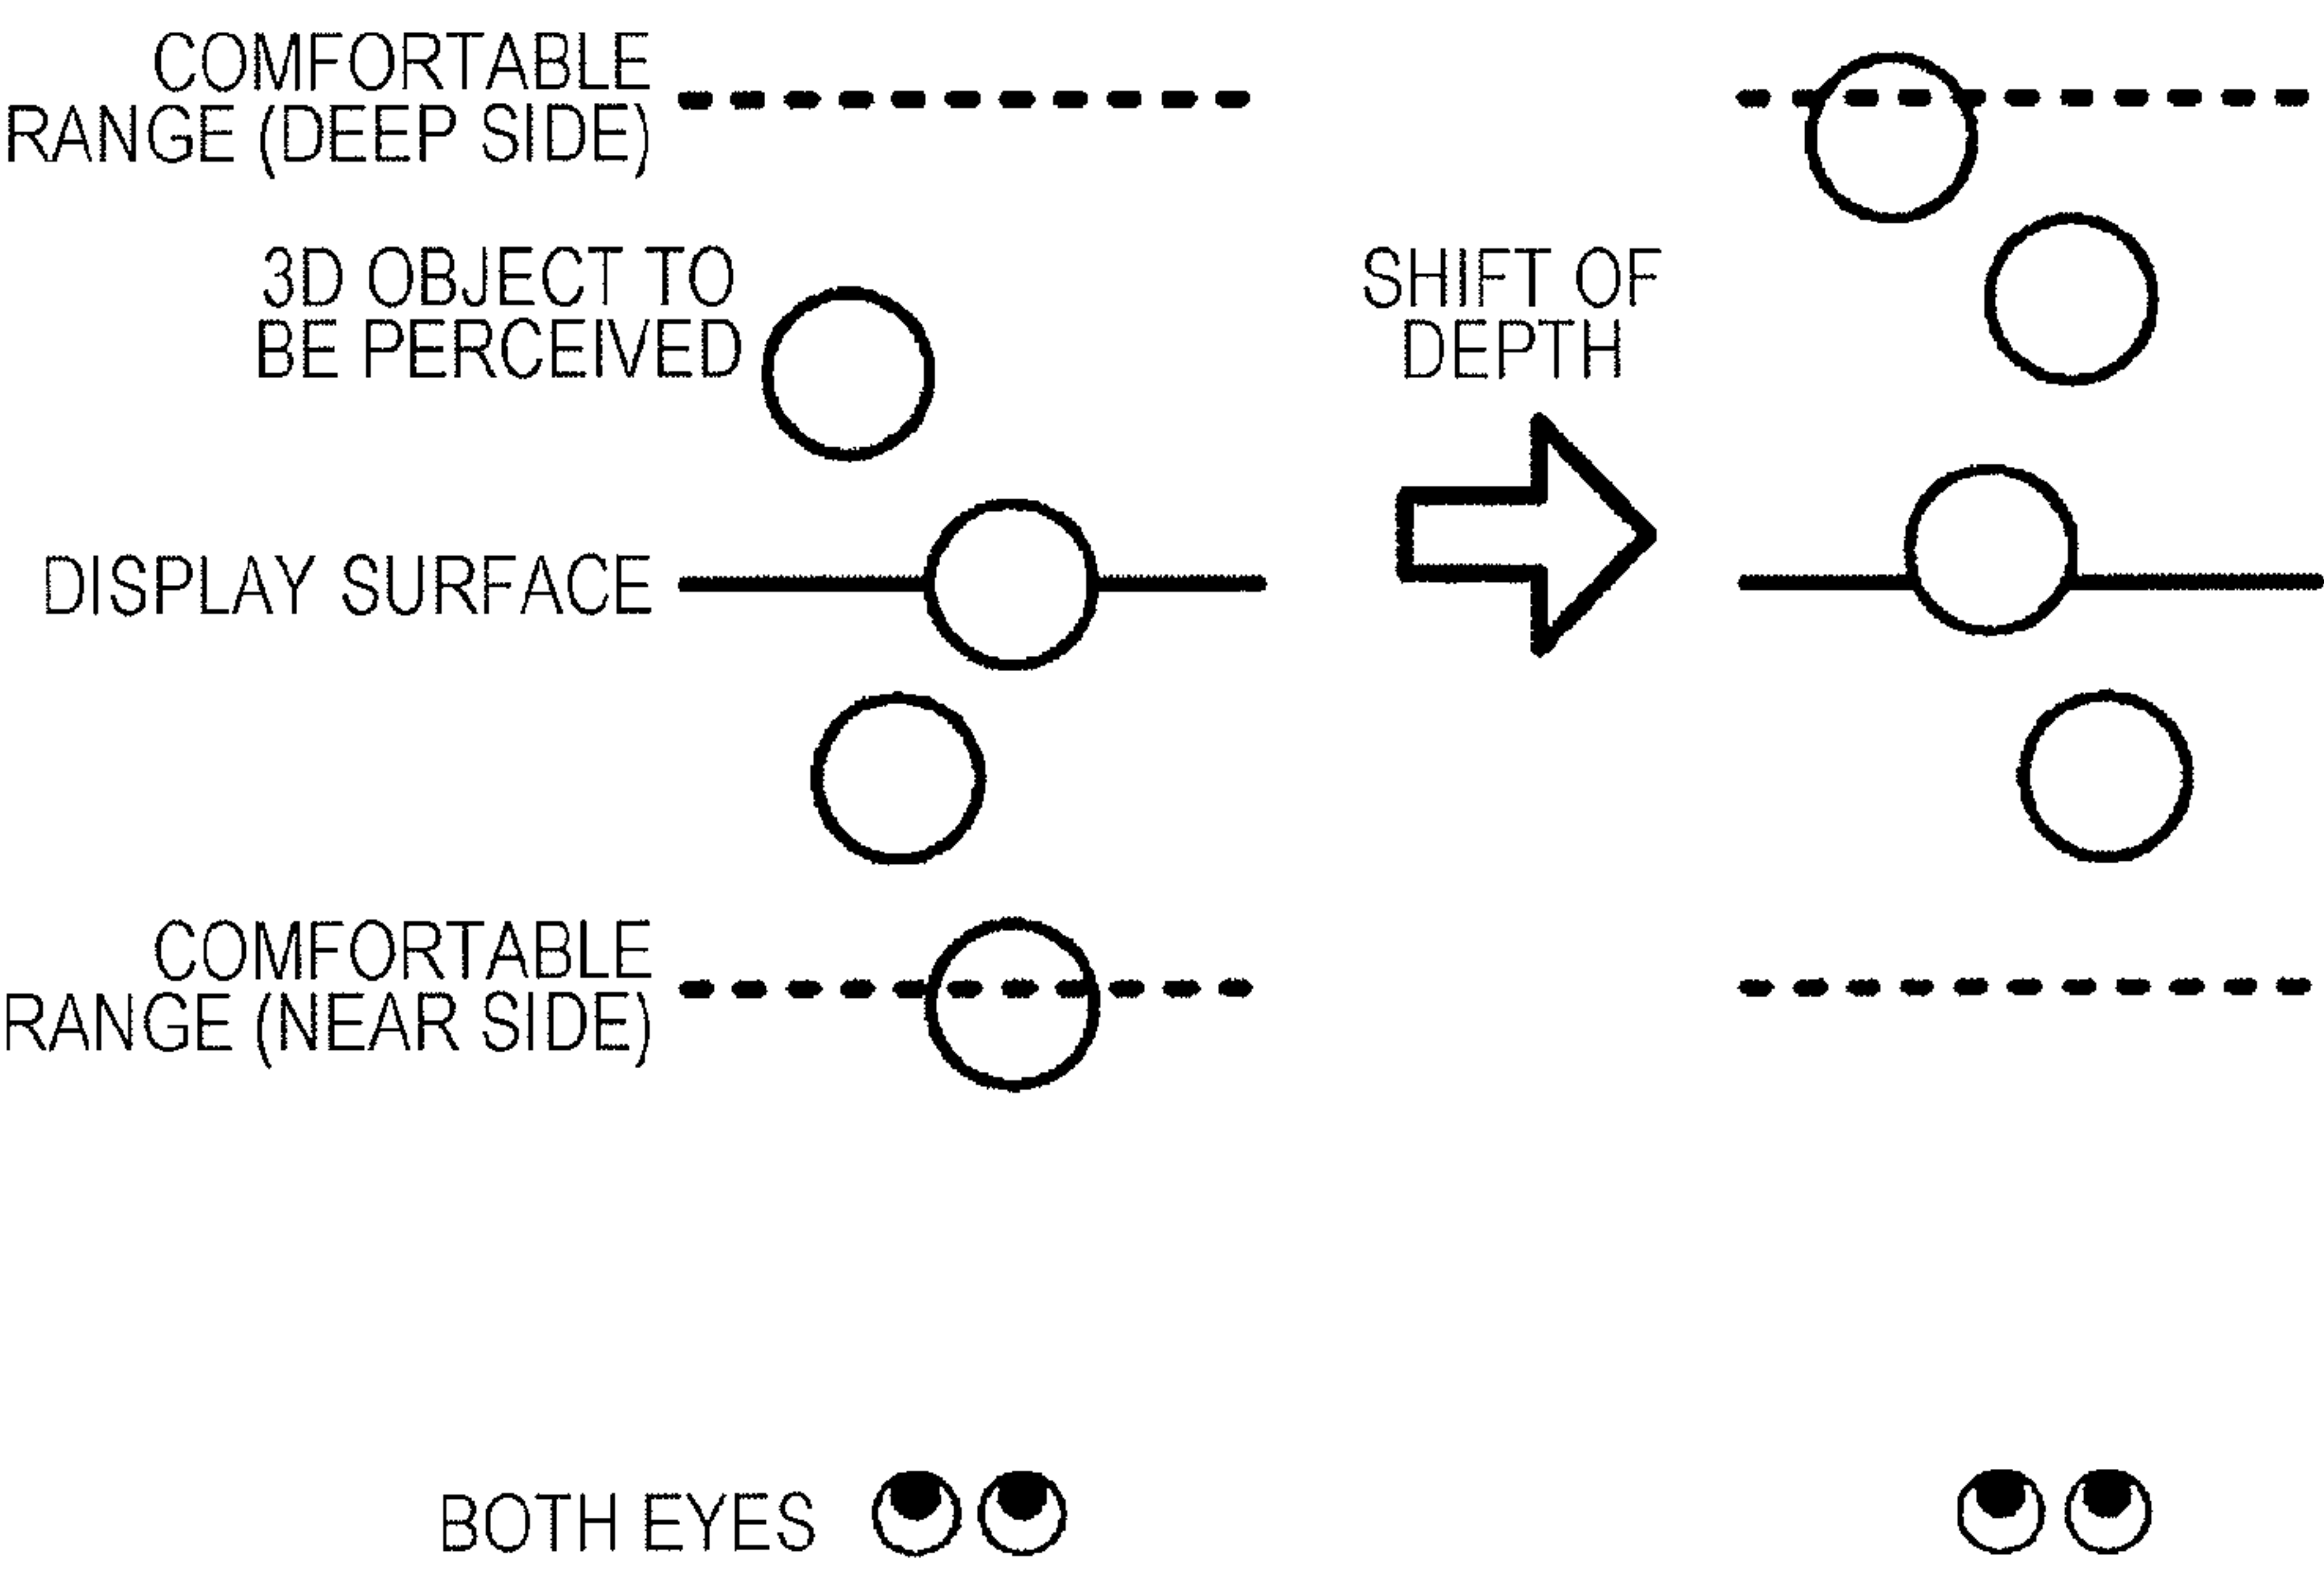 COMFORTABLE
RANGE (DEEP SIDE)
3D OBJECT TO
BE PERCEIVED
SHIFT OF
DEPTH
DISPLAY SURFACE
COMFORTABLE
RANGE (NEAR SIDE)
BOTH EYES